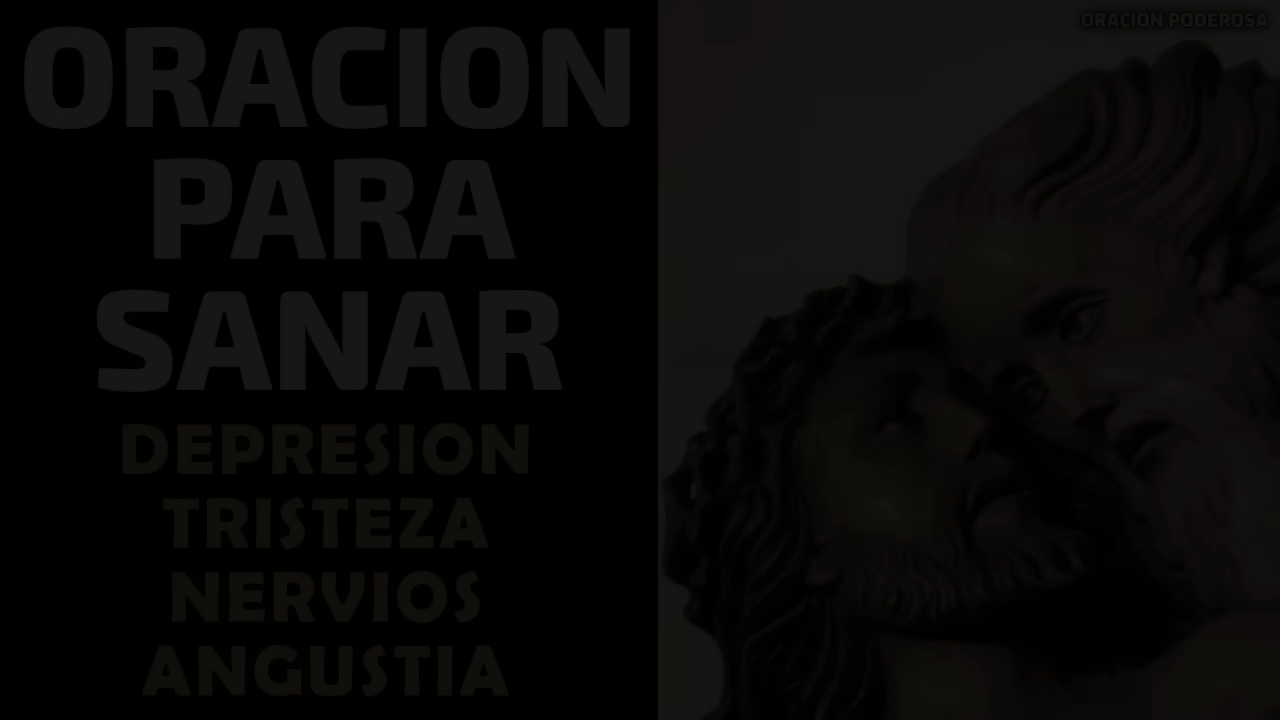 ORACION
PARA
SANAR
DEPRESION
TRISTEZA
NERVIOS
ANGUSTIA
ORACION PODEROSA